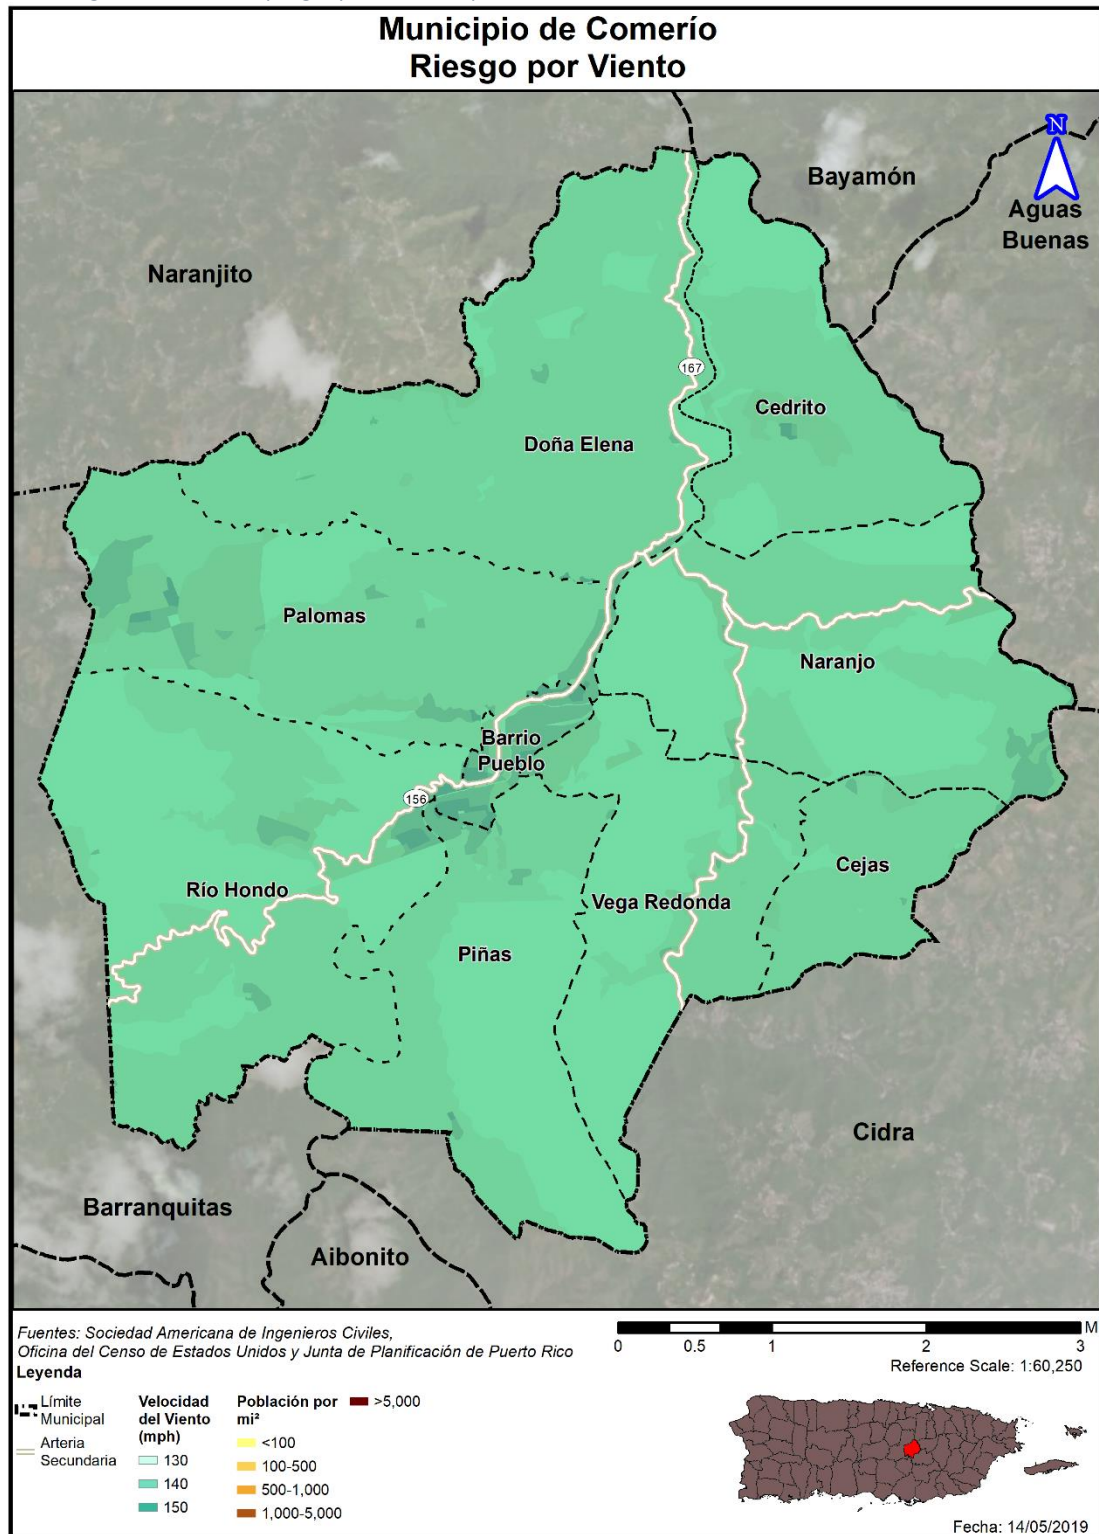 Municipio de Comerío
Riesgo por Viento
N
Bayamón
Aguas
Buenas
Naranjito
167
Cedrito
Doña Elena
Palomas
Naranjo
Barrio
Pueblo
156
Cejas
Río Hondo
Vega Redonda
Piñas
Cidra
Barranquitas
Aibonito
Fuentes: Sociedad Americana de Ingenieros Civiles,
Oficina del Censo de Estados Unidos y Junta de Planificación de Puerto Rico
M
0 0.5 1 2 3
Reference Scale: 1:60,250
Leyenda
Límite
Municipal
Arteria
Secundaria
Velocidad
del Viento
(mph)
130
140
150
Población por
mi²
<100
100-500
500-1,000
1,000-5,000
>5,000
Fecha: 14/05/2019